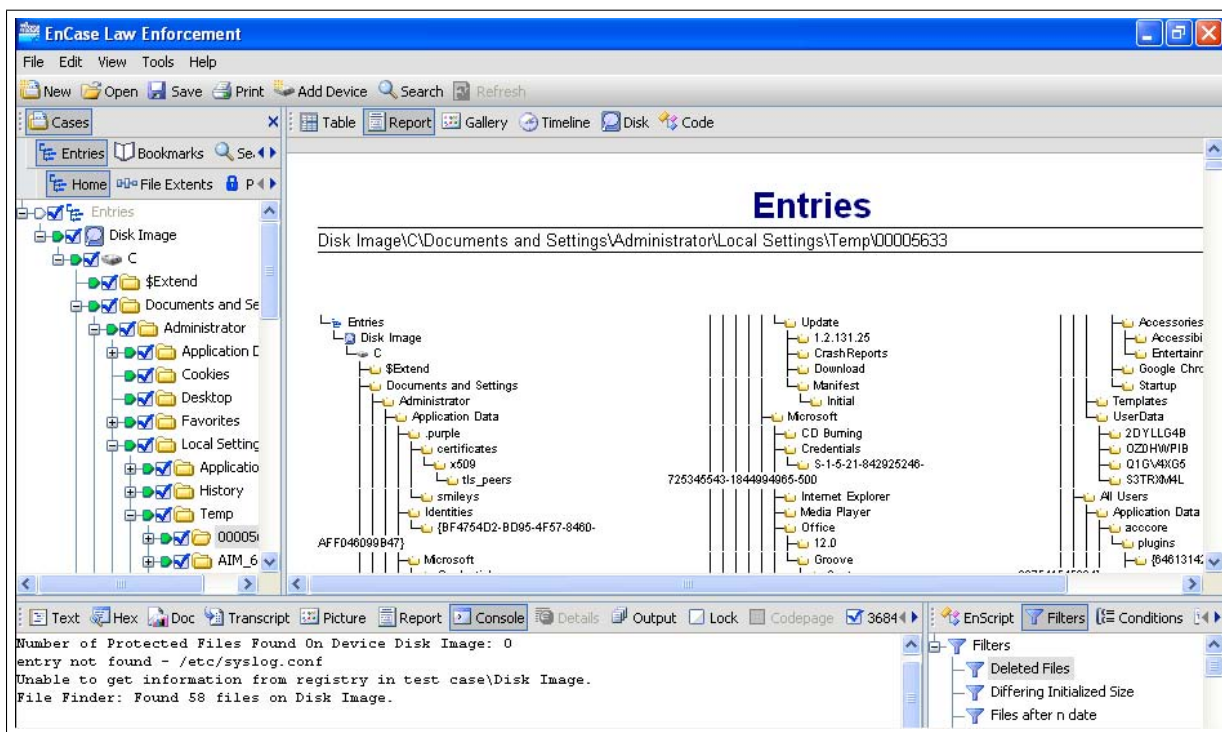 EnCase Law Enforcement
File Edit View Tools Help
New Open Save Print Add Device Search Refresh
Cases
Table Report Gallery Timeline Disk Code
Entries Bookmarks Se
Home File Extents P
Entries
Disk Image
C
$Extend
Documents and Se
Administrator
Application D
Cookies
Desktop
Favorites
Local Setting
Applicatio
History
Temp
00005
AIM_6
Entries
Disk Image\C\Documents and Settings\Administrator\Local Settings\Temp\00005633
Entries
Disk Image
C
$Extend
Documents and Settings
Administrator
Application Data
.purple
certificates
x509
tls_peers
smileys
Identities
{BF4754D2-BD95-4F57-8460-
AFF046099B47}
Microsoft
Update
1.2.131.25
CrashReports
Download
Manifest
Initial
Microsoft
CD Burning
Credentials
S-1-5-21-842925246-
725345543-1844994965-500
Internet Explorer
Media Player
Office
12.0
Groove
Accessories
Accessibi
Entertainr
Google Chro
Startup
Templates
UserData
2DYLLG4B
OZDHWPIB
Q1GV4XG5
S3TRXM4L
All Users
Application Data
acccore
plugins
{64613142
Text Hex Doc Transcript Picture Report Console Details Output Lock Codepage 3684
Number of Protected Files Found On Device Disk Image: 0
entry not found - /etc/syslog.conf
Unable to get information from registry in test case\Disk Image.
File Finder: Found 58 files on Disk Image.
EnScript Filters Conditions
Filters
Deleted Files
Differing Initialized Size
Files after n date